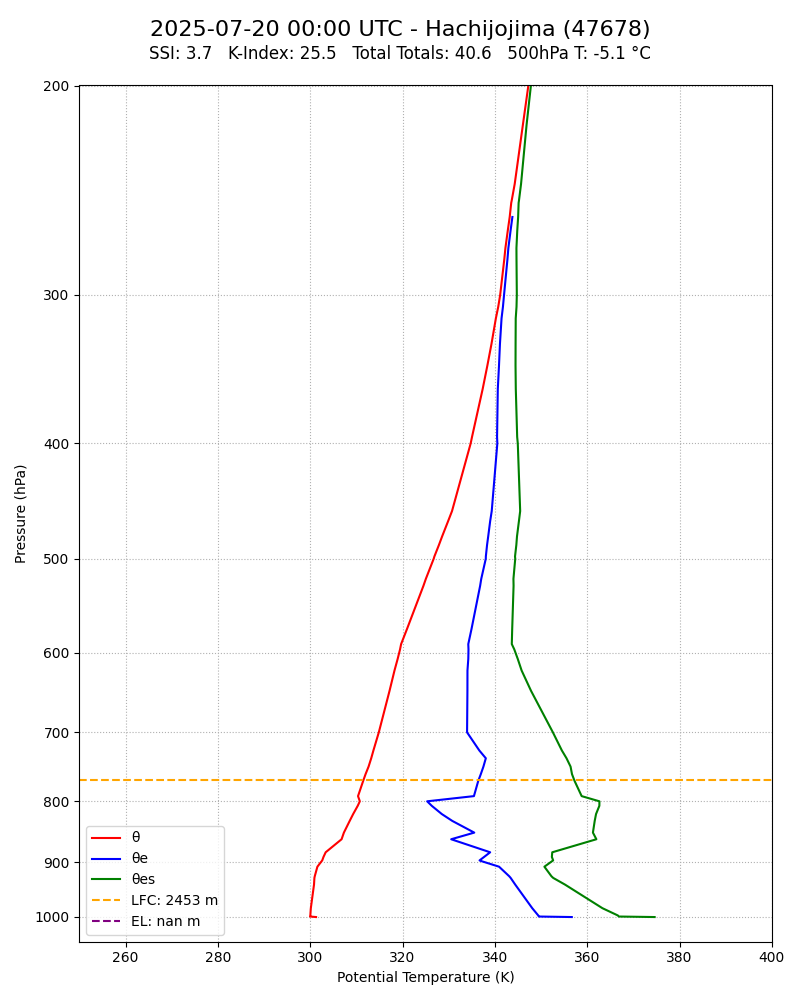 2025-07-20 00:00 UTC - Hachijojima (47678)
SSI: 3.7   K-Index: 25.5   Total Totals: 40.6   500hPa T: -5.1 °C
200
300
400
500
600
700
800
900
1000
Pressure (hPa)
θ
θe
θes
LFC: 2453 m
EL: nan m
260 280 300 320 340 360 380 400
Potential Temperature (K)